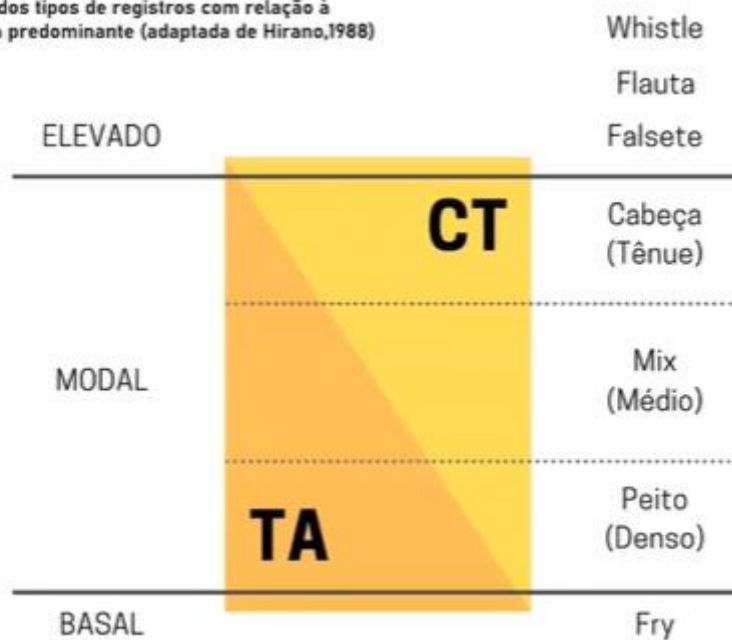 dos tipos de registros com relação à
predominante (adaptada de Hirano,1988)
Whistle
Flauta
ELEVADO
Falsete
CT
Cabeça
(Tênue)
MODAL
Mix
(Médio)
TA
Peito
(Denso)
BASAL
Fry